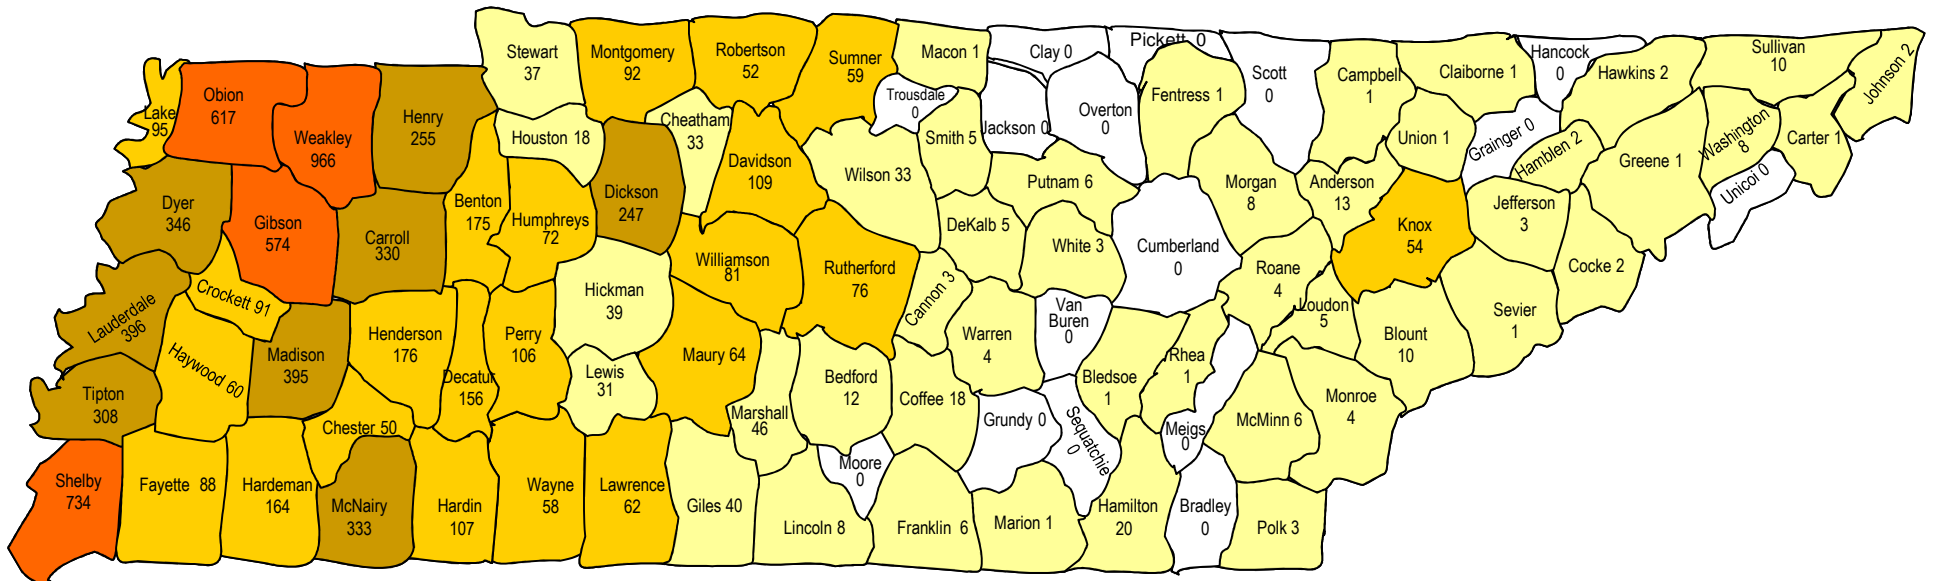 Stewart
37
Montgomery
92
Robertson
52
Sumner
59
Macon 1
Clay 0
Pickett 0
Scott
0
Campbell
1
Claiborne 1
Hancock
0
Hawkins 2
Sullivan
10
Johnson 2
Lake
95
Obion
617
Weakley
966
Henry
255
Houston 18
Cheatham
33
Trousdale
0
Smith 5
Jackson 0
Overton
0
Fentress 1
Union 1
Grainger 0
Hamblen 2
Greene 1
Washington
8
Carter 1
Unicoi 0
Dyer
346
Gibson
574
Carroll
330
Benton
175
Humphreys
72
Dickson
247
Davidson
109
Wilson 33
DeKalb 5
Putnam 6
White 3
Cumberland
0
Morgan
8
Anderson
13
Knox
54
Jefferson
3
Cocke 2
Sevier
1
Lauderdale
396
Crockett 91
Haywood 60
Madison
395
Henderson
176
Decatur
156
Perry
106
Hickman
39
Lewis
31
Williamson
81
Maury 64
Rutherford
76
Cannon 3
Warren
4
Van
Buren
0
Bledsoe
1
Rhea
1
Roane
4
Loudon
5
Blount
10
Monroe
4
McMinn 6
Meigs
0
Tipton
308
Shelby
734
Fayette 88
Hardeman
164
Chester 50
McNairy
333
Hardin
107
Wayne
58
Lawrence
62
Giles 40
Marshall
46
Bedford
12
Coffee 18
Moore
0
Lincoln 8
Franklin 6
Grundy 0
Sequatchie
0
Marion 1
Hamilton
20
Bradley
0
Polk 3